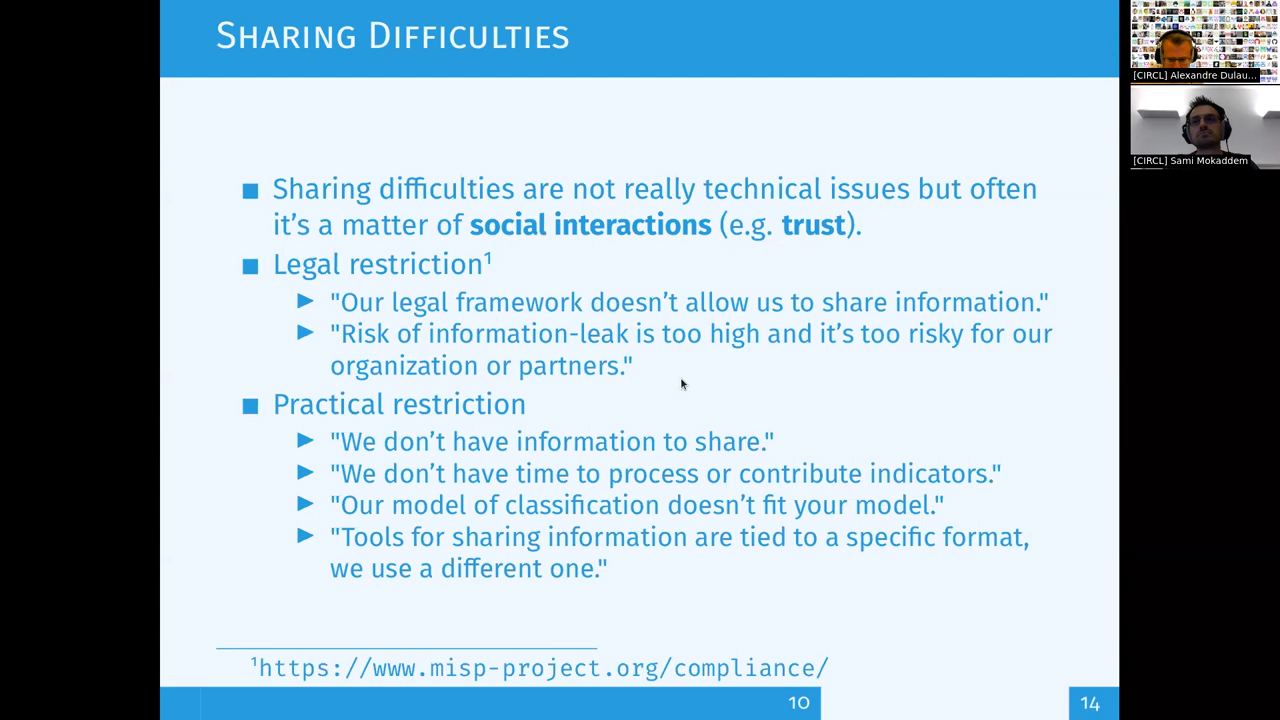 SHARING DIFFICULTIES
■ Sharing difficulties are not really technical issues but often
it's a matter of social interactions (e.g. trust).
■ Legal restriction¹
▶ "Our legal framework doesn't allow us to share information."
▶ "Risk of information-leak is too high and it's too risky for our
organization or partners."
■ Practical restriction
▶ "We don't have information to share."
▶ "We don't have time to process or contribute indicators."
▶ "Our model of classification doesn't fit your model."
▶ "Tools for sharing information are tied to a specific format,
we use a different one."
¹https://www.misp-project.org/compliance/
10
14
[CIRCL] Alexandre Dulau...
[CIRCL] Sami Mokaddem